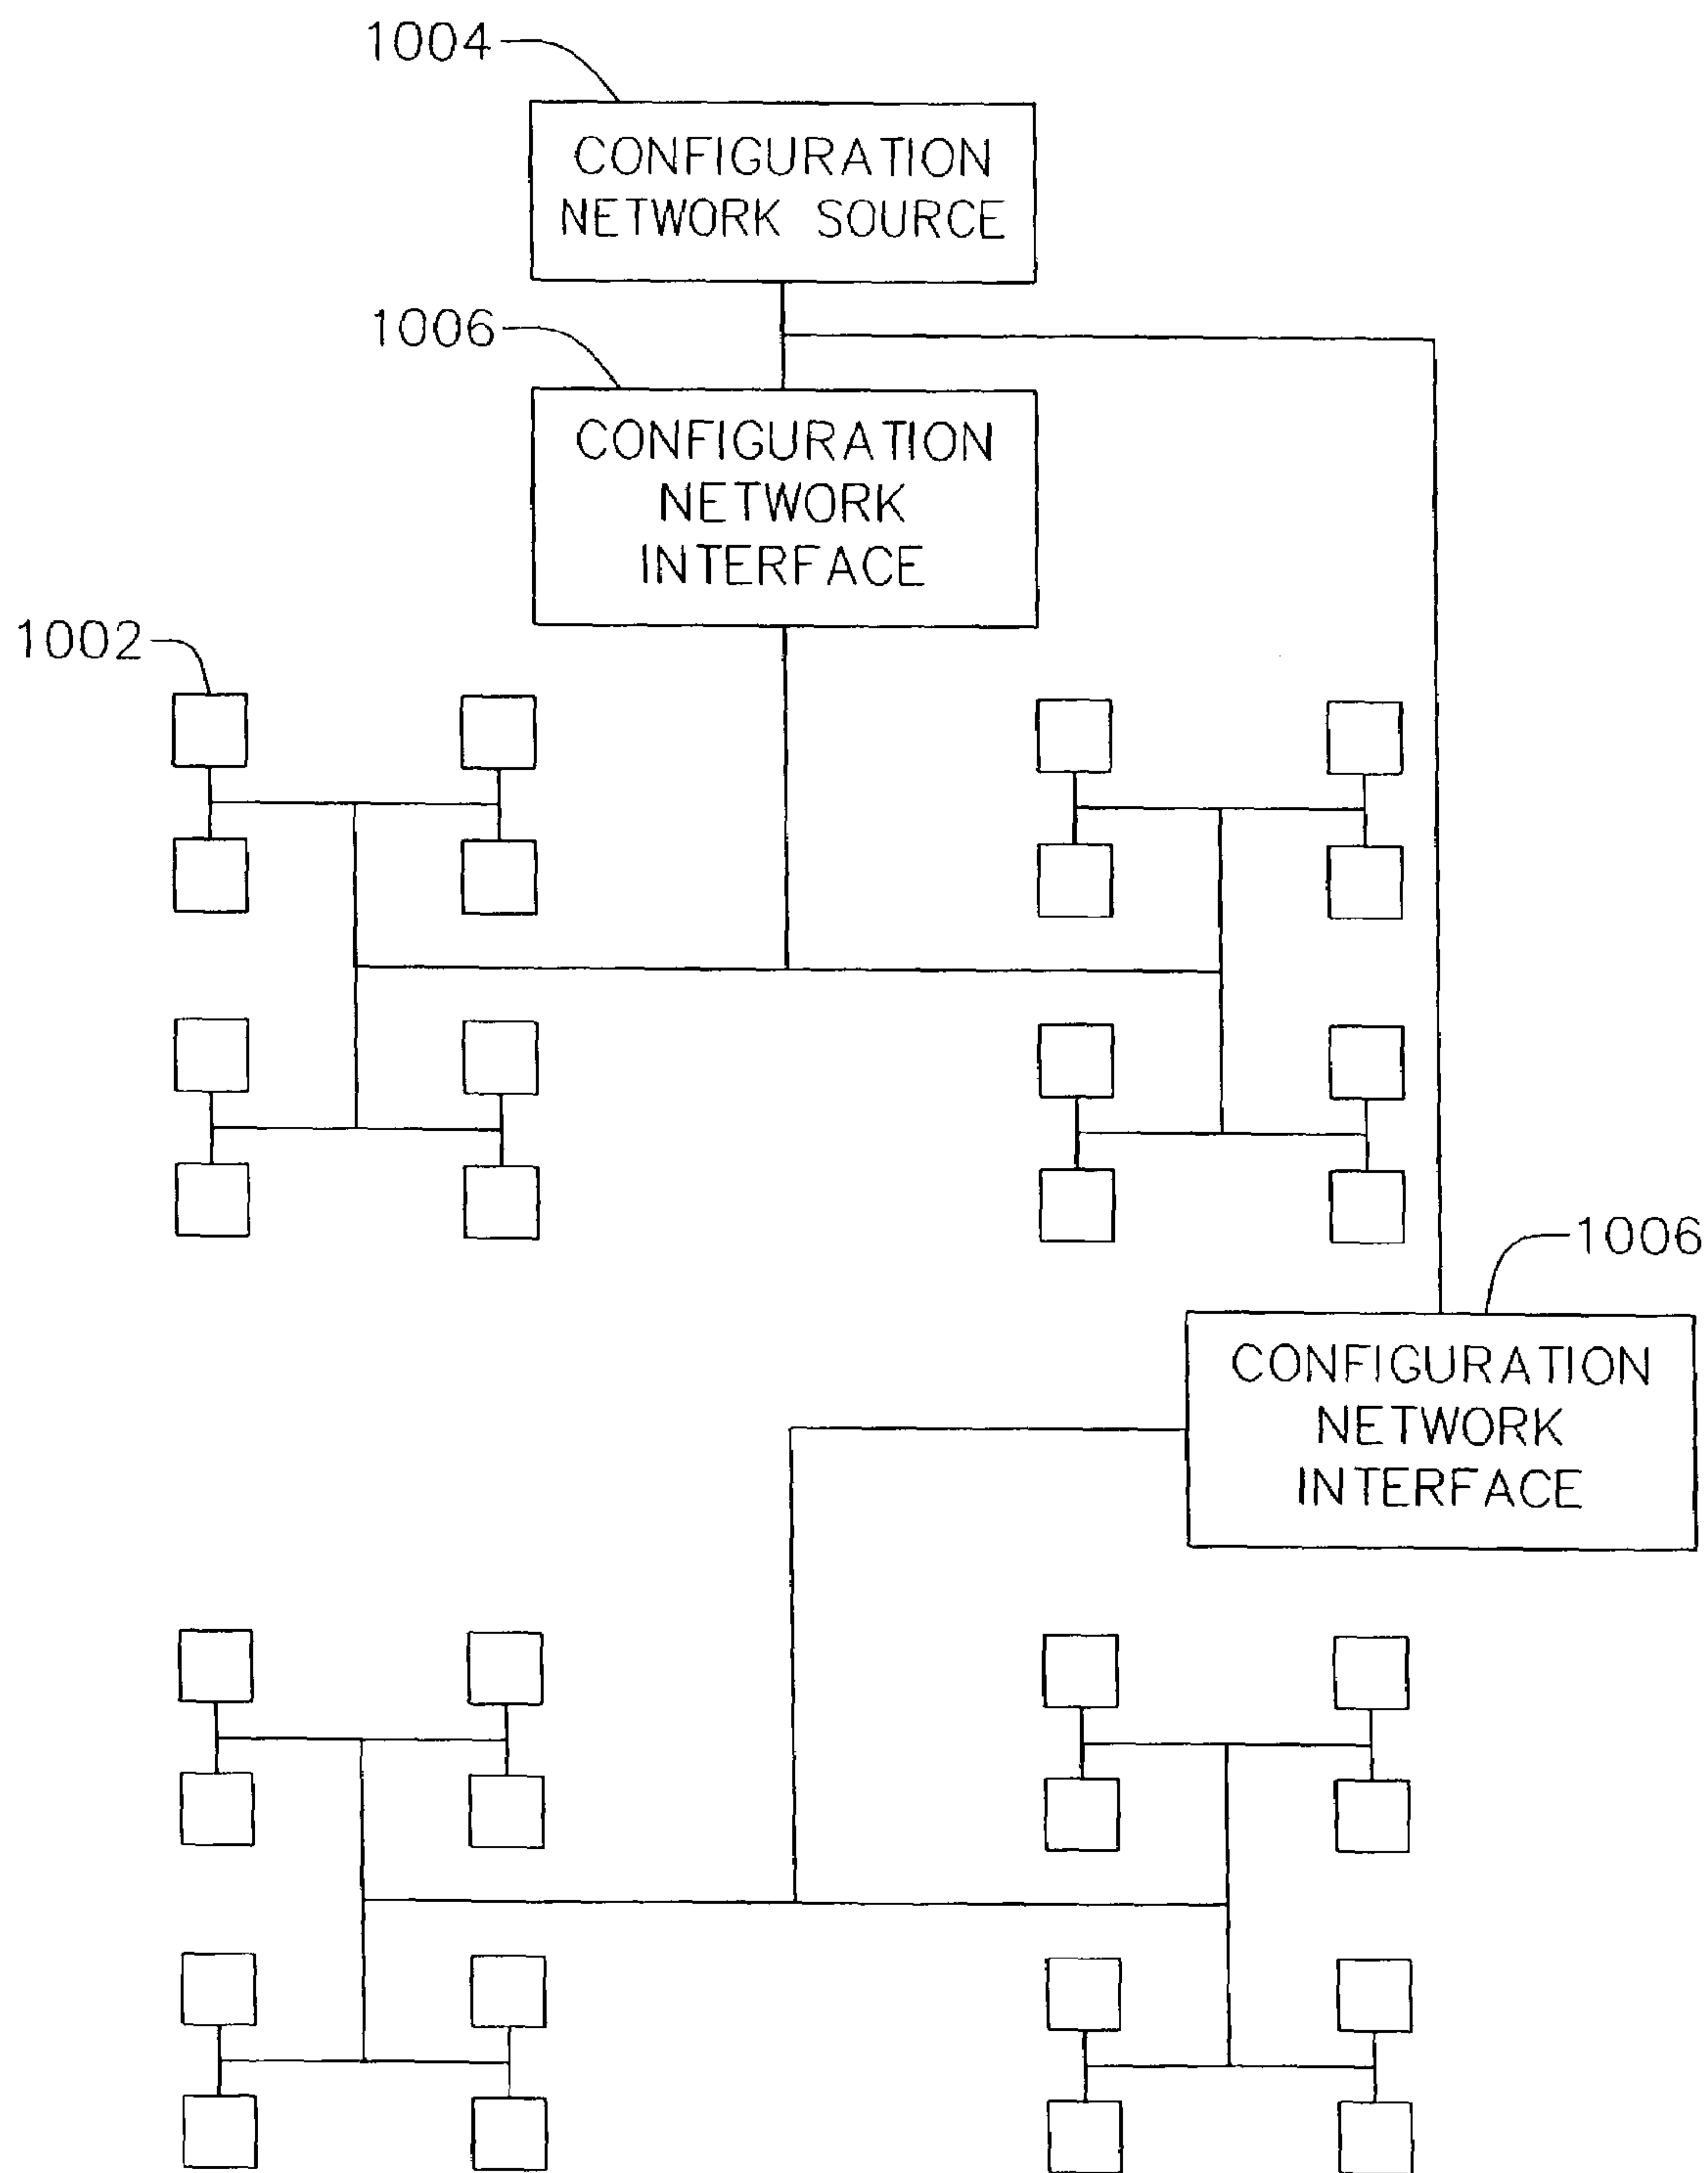 1004
CONFIGURATION
NETWORK SOURCE
1006
CONFIGURATION
NETWORK
INTERFACE
1002
1006
CONFIGURATION
NETWORK
INTERFACE